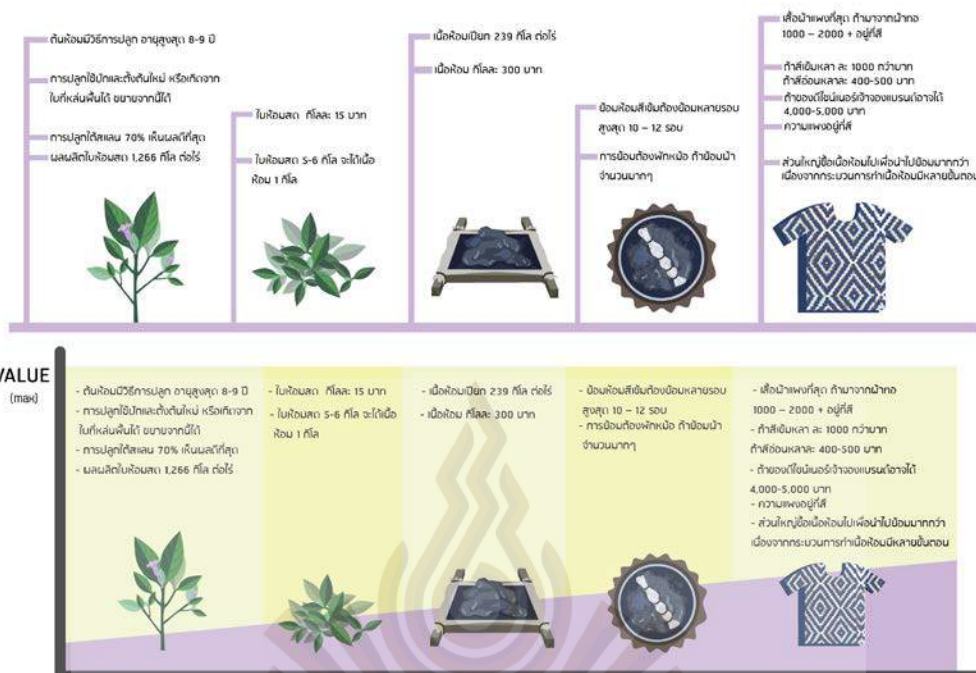 ต้นห้อมมีวิธีการปลูก อายุสูงสุด 8-9 ปี
การปลูกใช้ปักและตั้งต้นใหม่ หรือเกิดจาก
ใบที่หล่นพื้นได้ ขยายจากนี้ได้
การปลูกใต้สแลน 70% เห็นผลดีที่สุด
ผลผลิตใบห้อมสด 1,266 กิโล ต่อไร่
ใบห้อมสด กิโลละ 15 บาท
ใบห้อมสด 5-6 กิโล จะได้เนื้อ
ห้อม 1 กิโล
เนื้อห้อมเปียก 239 กิโล ต่อไร่
เนื้อห้อม กิโลละ 300 บาท
ย้อมห้อมสีเข้มต้องย้อมหลายรอบ
สูงสุด 10 – 12 รอบ
การย้อมต้องพักหม้อ ถ้าย้อมผ้า
จำนวนมากๆ
เสื้อผ้าแพงที่สุด ถ้ามาจากผ้าทอ
1000 – 2000 + อยู่ที่สี
ถ้าสีเข้มหลา ละ 1000 กว่าบาท
ถ้าสีอ่อนหลาละ 400-500 บาท
ถ้าของดีไซน์เนอร์เจ้าจองแบรนด์อาจได้
4,000-5,000 บาท
ความแพงอยู่ที่สี
ส่วนใหญ่ซื้อเนื้อห้อมไปเพื่อนำไปย้อมมากกว่า
เนื่องจากกระบวนการทำเนื้อห้อมมีหลายขั้นตอน
VALUE
(max)
- ต้นห้อมมีวิธีการปลูก อายุสูงสุด 8-9 ปี
- การปลูกใช้ปักและตั้งต้นใหม่ หรือเกิดจาก
ใบที่หล่นพื้นได้ ขยายจากนี้ได้
- การปลูกใต้สแลน 70% เห็นผลดีที่สุด
- ผลผลิตใบห้อมสด 1,266 กิโล ต่อไร่
- ใบห้อมสด กิโลละ 15 บาท
- ใบห้อมสด 5-6 กิโล จะได้เนื้อ
ห้อม 1 กิโล
- เนื้อห้อมเปียก 239 กิโล ต่อไร่
- เนื้อห้อม กิโลละ 300 บาท
- ย้อมห้อมสีเข้มต้องย้อมหลายรอบ
สูงสุด 10 – 12 รอบ
- การย้อมต้องพักหม้อ ถ้าย้อมผ้า
จำนวนมากๆ
- เสื้อผ้าแพงที่สุด ถ้ามาจากผ้าทอ
1000 – 2000 + อยู่ที่สี
- ถ้าสีเข้มหลา ละ 1000 กว่าบาท
ถ้าสีอ่อนหลาละ 400-500 บาท
- ถ้าของดีไซน์เนอร์เจ้าจองแบรนด์อาจได้
4,000-5,000 บาท
- ความแพงอยู่ที่สี
- ส่วนใหญ่ซื้อเนื้อห้อมไปเพื่อนำไปย้อมมากกว่า
เนื่องจากกระบวนการทำเนื้อห้อมมีหลายขั้นตอน